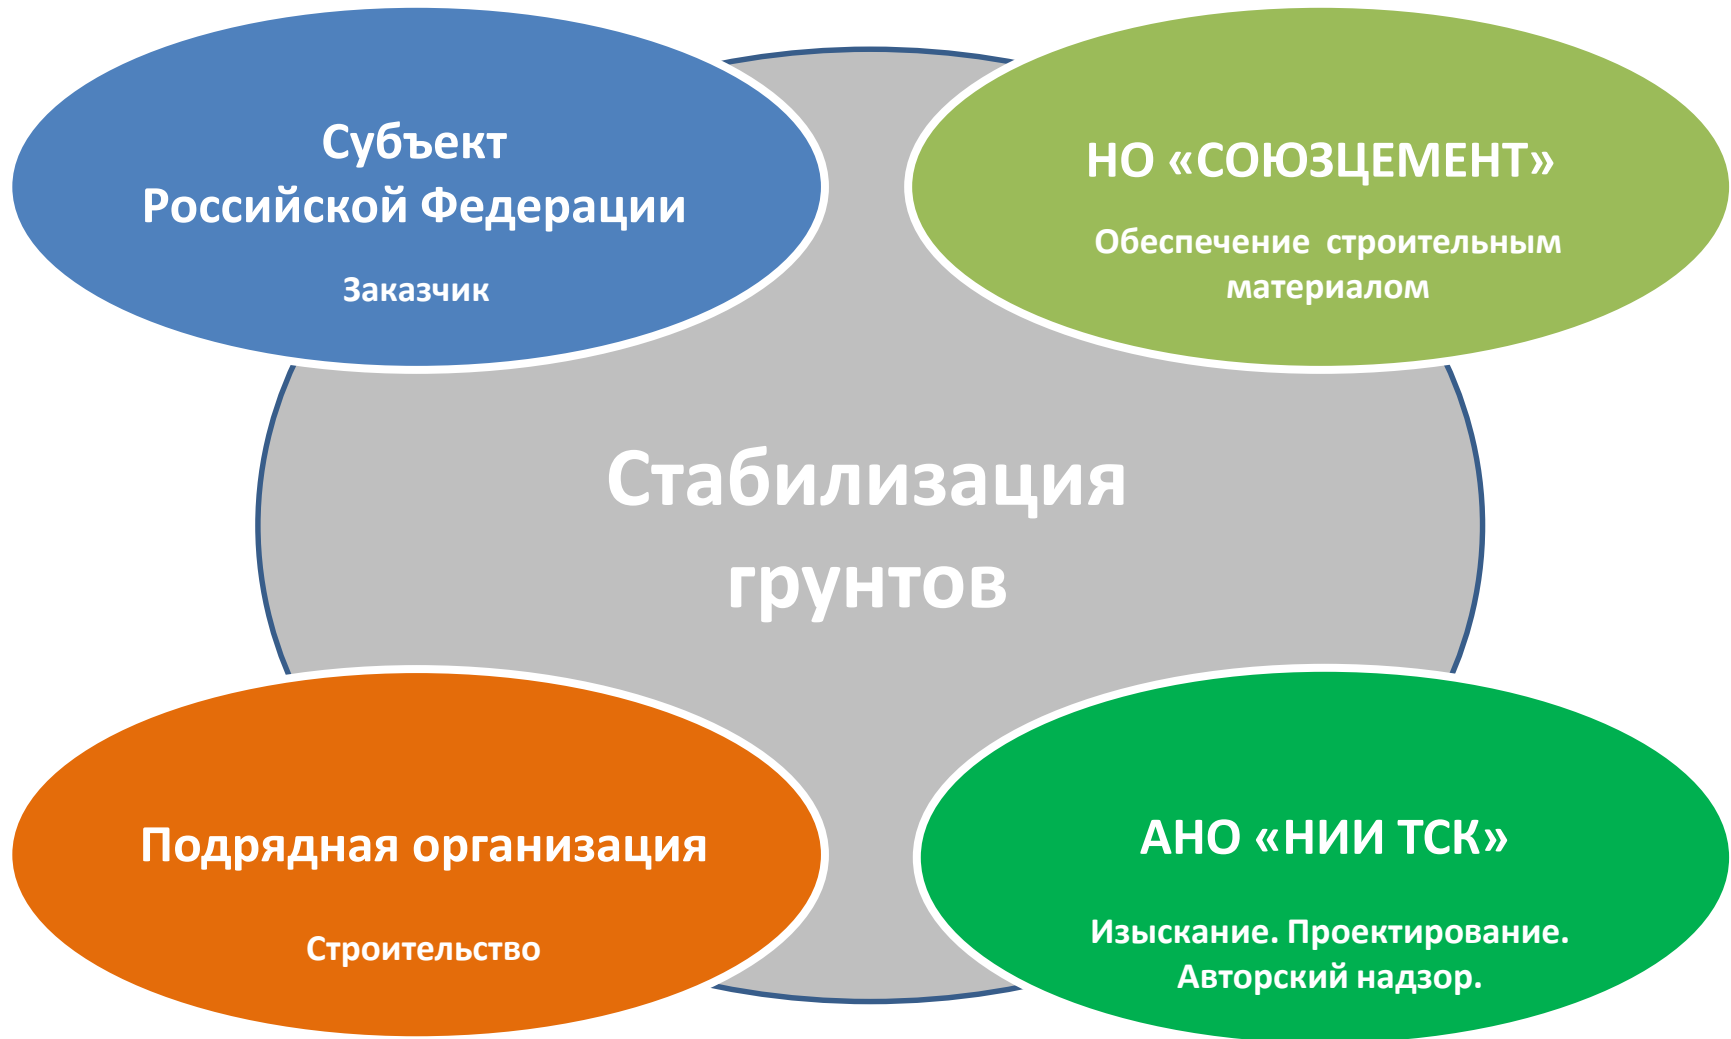 Субъект
Российской Федерации
Заказчик
НО «СОЮЗЦЕМЕНТ»
Обеспечение строительным
материалом
Стабилизация
грунтов
Подрядная организация
Строительство
АНО «НИИ ТСК»
Изыскание. Проектирование.
Авторский надзор.